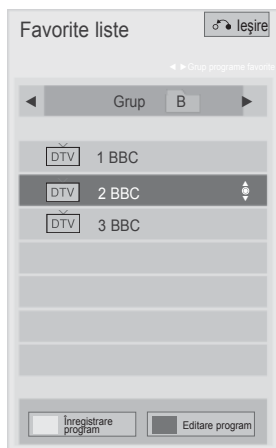 Favorite liste
Ieşire
◄ ►Grup programe favorite
◄ Grup B ►
DTV 1 BBC
DTV 2 BBC
DTV 3 BBC
Înregistrare program
Editare program